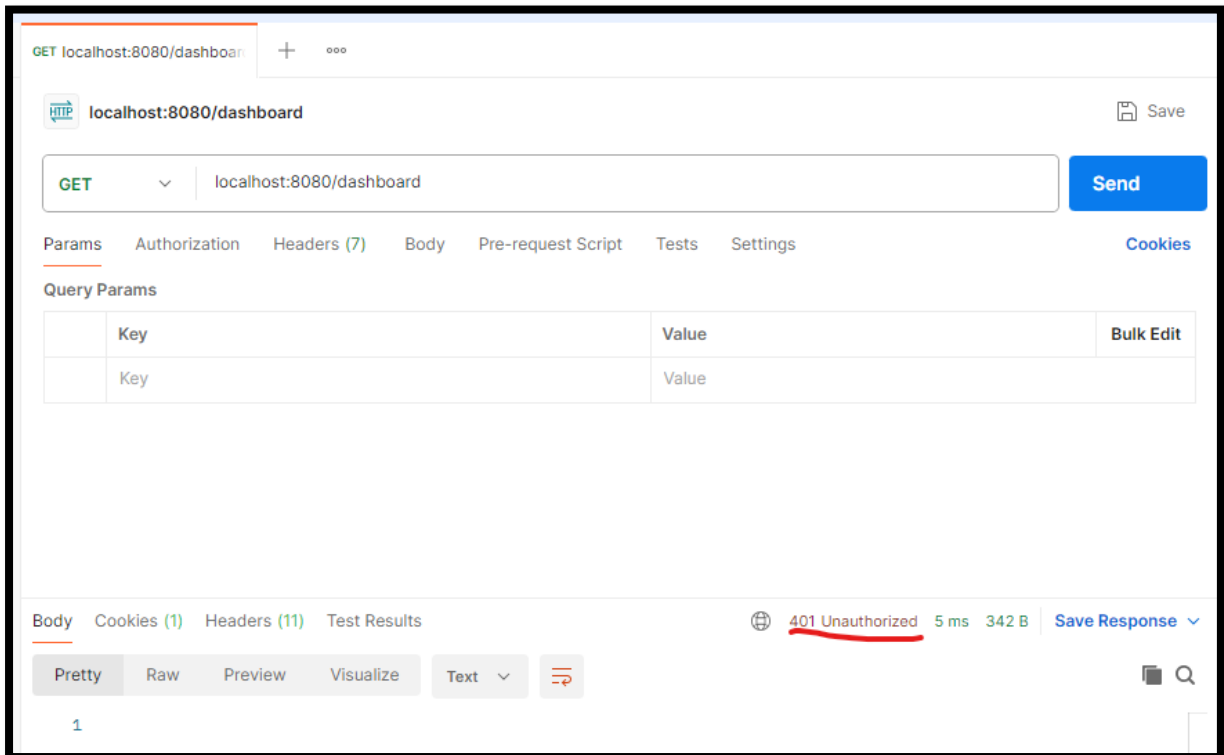 GET localhost:8080/dashboar
HTTP localhost:8080/dashboard Save
GET localhost:8080/dashboard Send
Params Authorization Headers (7) Body Pre-request Script Tests Settings Cookies
Query Params
Key Value Bulk Edit
Key Value
Body Cookies (1) Headers (11) Test Results 401 Unauthorized 5 ms 342 B Save Response
Pretty Raw Preview Visualize Text
1